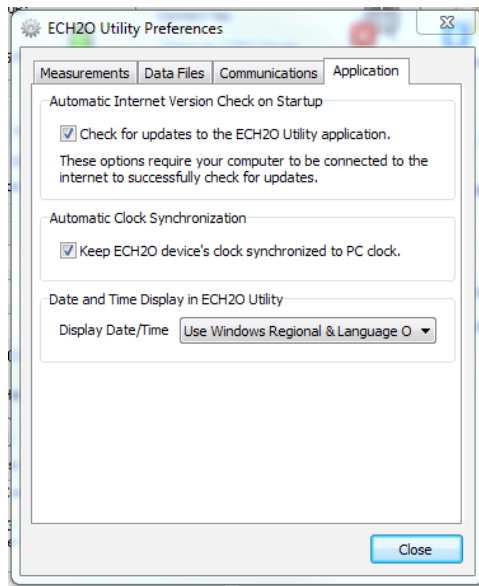 ECH2O Utility Preferences
Measurements Data Files Communications Application
Automatic Internet Version Check on Startup
Check for updates to the ECH2O Utility application.
These options require your computer to be connected to the
internet to successfully check for updates.
Automatic Clock Synchronization
Keep ECH2O device's clock synchronized to PC clock.
Date and Time Display in ECH2O Utility
Display Date/Time Use Windows Regional & Language O
Close